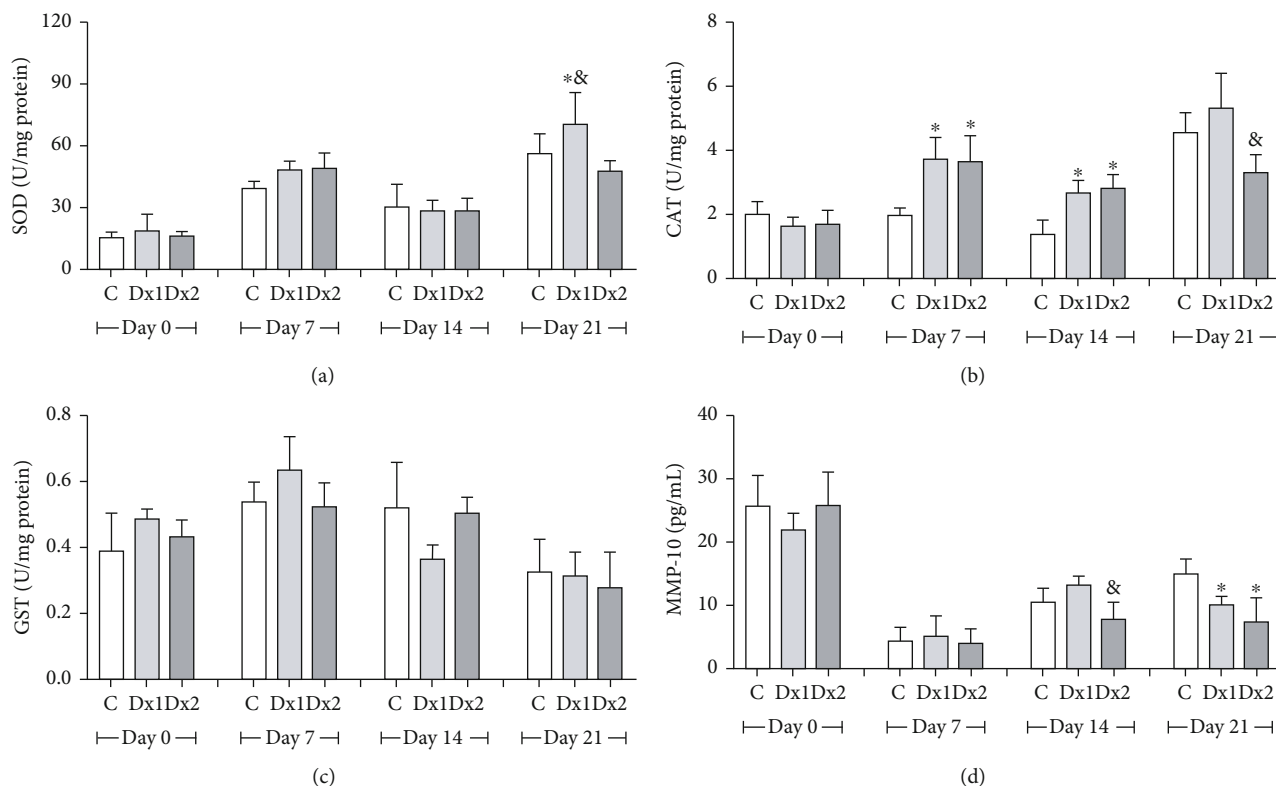 120
90
60
30
0
SOD (U/mg protein)
*&
C Dx1Dx2 C Dx1Dx2 C Dx1Dx2 C Dx1Dx2
Day 0 Day 7 Day 14 Day 21
(a)
8
6
4
2
0
CAT (U/mg protein)
* * * * &
C Dx1Dx2 C Dx1Dx2 C Dx1Dx2 C Dx1Dx2
Day 0 Day 7 Day 14 Day 21
(b)
0.8
0.6
0.4
0.2
0.0
GST (U/mg protein)
C Dx1Dx2 C Dx1Dx2 C Dx1Dx2 C Dx1Dx2
Day 0 Day 7 Day 14 Day 21
(c)
40
30
20
10
0
MMP-10 (pg/mL)
& * *
C Dx1Dx2 C Dx1Dx2 C Dx1Dx2 C Dx1Dx2
Day 0 Day 7 Day 14 Day 21
(d)